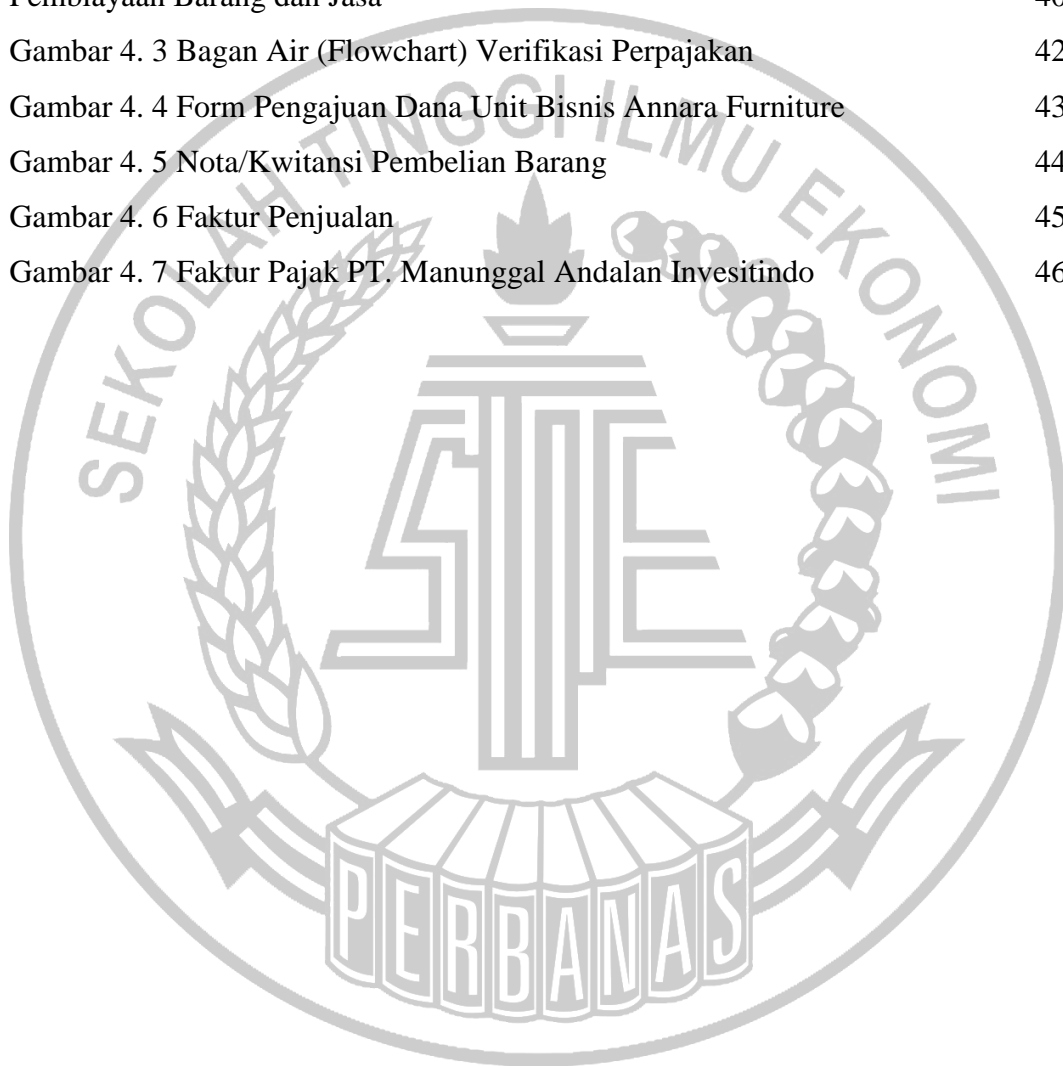 Pembiayaan Barang dan Jasa 40
Gambar 4. 3 Bagan Air (Flowchart) Verifikasi Perpajakan 42
Gambar 4. 4 Form Pengajuan Dana Unit Bisnis Annara Furniture 43
Gambar 4. 5 Nota/Kwitansi Pembelian Barang 44
Gambar 4. 6 Faktur Penjualan 45
Gambar 4. 7 Faktur Pajak PT. Manunggal Andalan Invesitindo 46
SEKOLAH TINGGI ILMU EKONOMI
STIE
PERBANAS